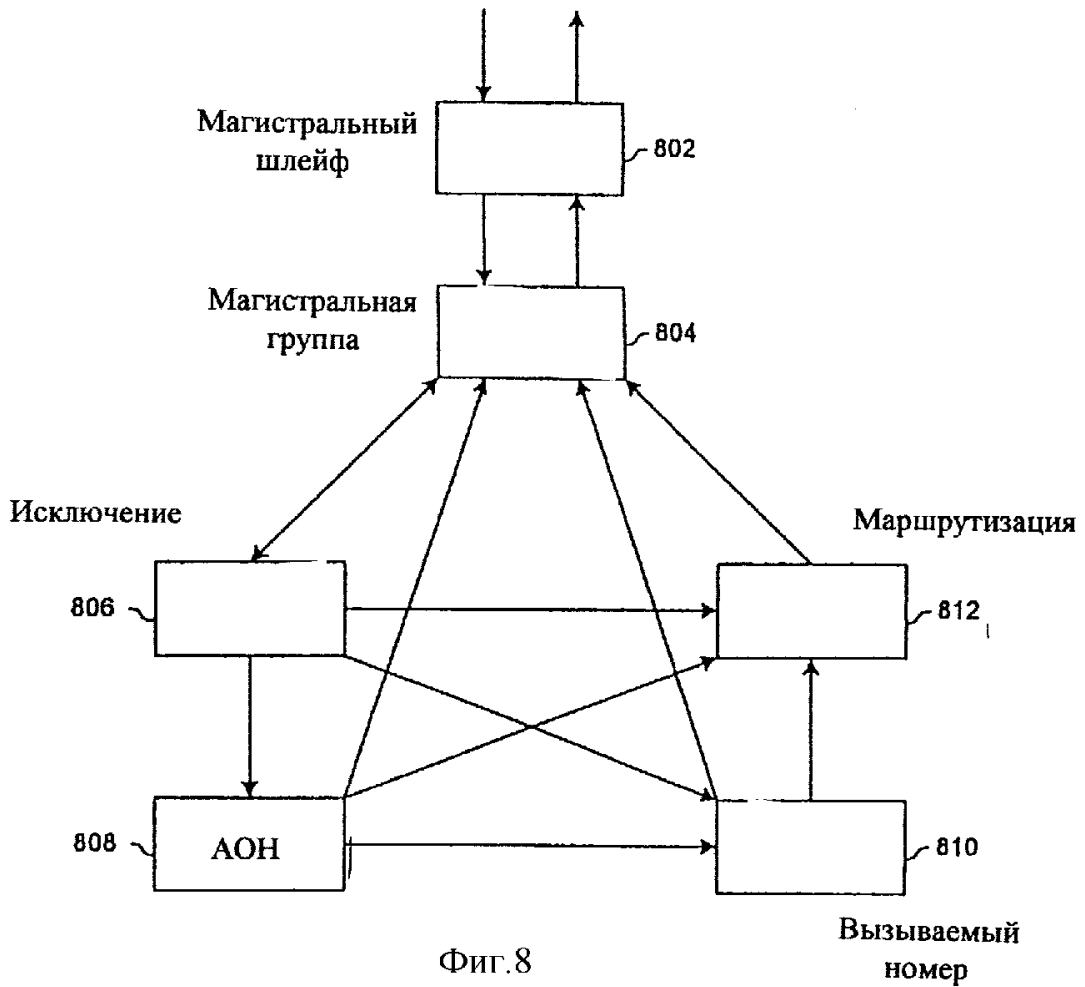 Магистральный
шлейф
802
Магистральная
группа
804
Исключение
Маршрутизация
806
812
808
АОН
810
Вызываемый
номер
Фиг.8